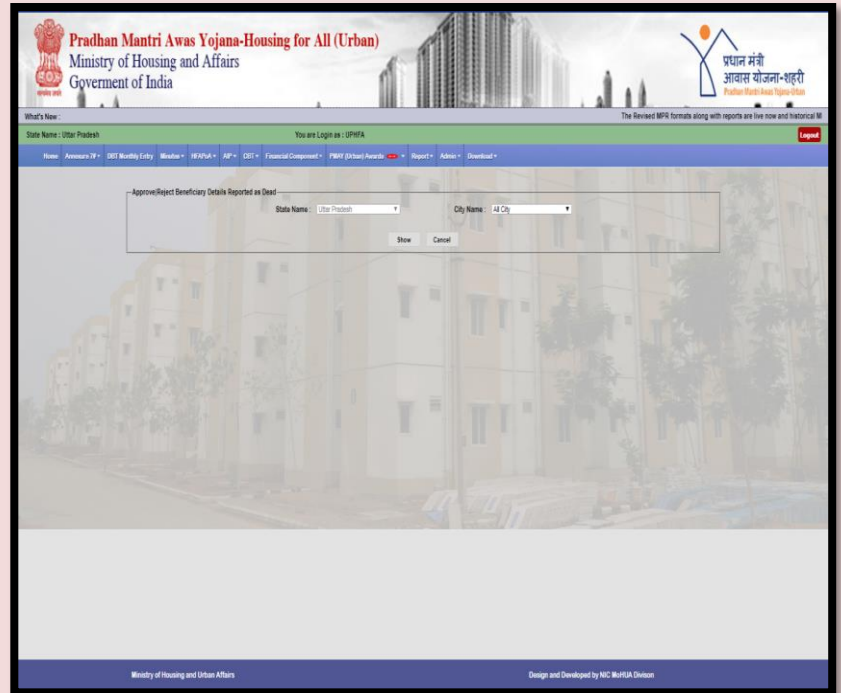 Pradhan Mantri Awas Yojana-Housing for All (Urban)
Ministry of Housing and Affairs
Goverment of India
प्रधान मंत्री
आवास योजना-शहरी
Pradhan Mantri Awas Yojana-Urban
What's New :
The Revised MPR formats along with reports are live now and historical M
State Name : Uttar Pradesh
You are Login as : UPHFA
Logout
Home Annexure 7# DBT Monthly Entry Minutes HFAPoA AIP CBT Financial Component PMAY (Urban) Awards Report Admin Download
Approve|Reject Beneficiary Details Reported as Dead
State Name : Uttar Pradesh City Name : All City
Show Cancel
Ministry of Housing and Urban Affairs
Design and Developed by NIC MoHUA Divison